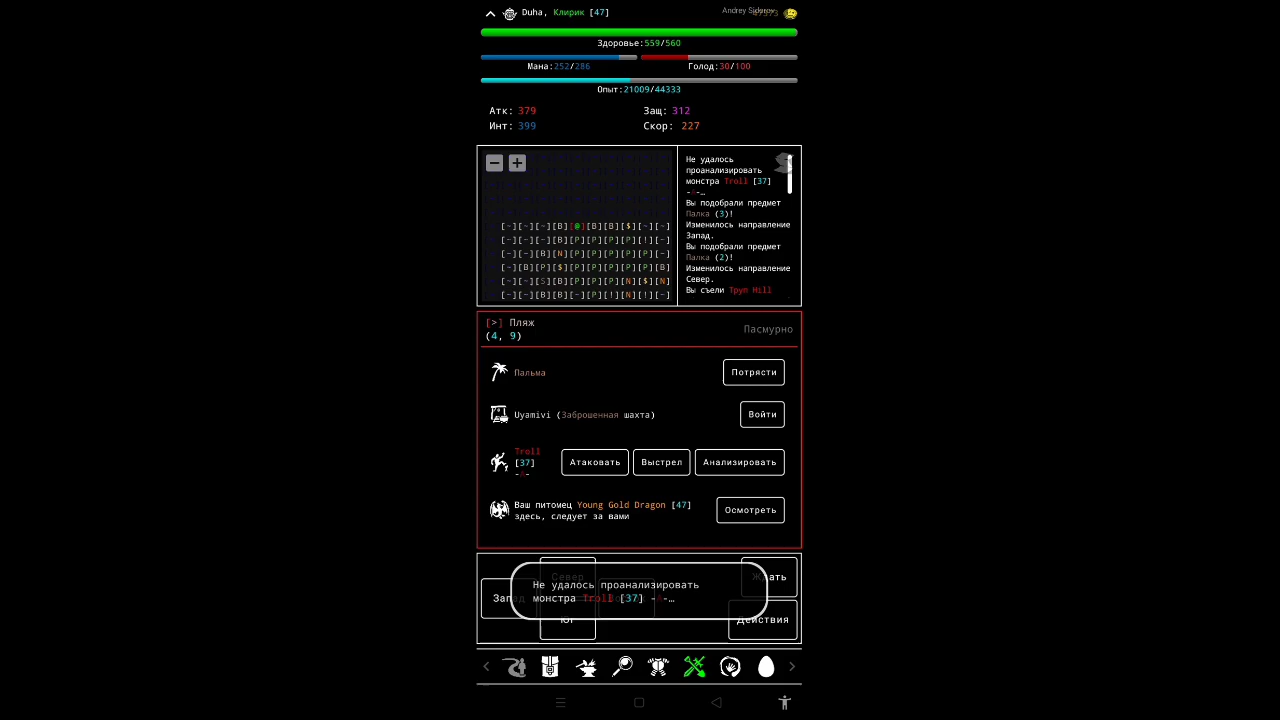 Duha, Клирик [47]
Andrey Sidorov
Здоровье:559/560
Мана:252/286
Голод:30/100
Опыт:21009/44333
Атк: 379
Защ: 312
Инт: 399
Скор: 227
[~][~][~][B][@][B][B][$][~][~]
[~][~][~][B][P][P][P][P][!][~]
[~][~][B][N][P][P][P][P][P][~]
[~][B][P][$][P][P][P][P][P][B]
[~][~][S][B][P][P][P][N][$][N]
[~][~][B][B][~][P][!][N][!][~]
Не удалось
проанализировать
монстра Troll [37]
Вы подобрали предмет
Палка (3)!
Изменилось направление
Запад.
Вы подобрали предмет
Палка (2)!
Изменилось направление
Север.
Вы съели Труп Hill
[>] Пляж
(4, 9)
Пасмурно
Пальма
Потрясти
Uyamivi (Заброшенная шахта)
Войти
Troll
[37]
-A-
Атаковать
Выстрел
Анализировать
Ваш питомец Young Gold Dragon [47]
здесь, следует за вами
Осмотреть
Север
Ждать
Запад
Не удалось проанализировать
монстра Troll [37] -A-…
Юг
Действия